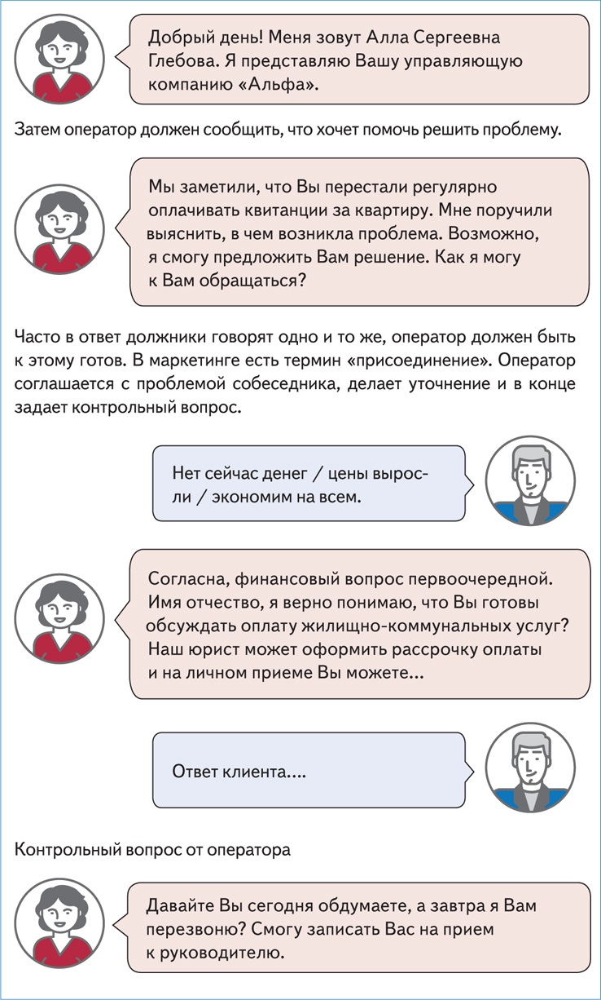 Добрый день! Меня зовут Алла Сергеевна
Глебова. Я представляю Вашу управляющую
компанию «Альфа».
Затем оператор должен сообщить, что хочет помочь решить проблему.
Мы заметили, что Вы перестали регулярно
оплачивать квитанции за квартиру. Мне поручили
выяснить, в чем возникла проблема. Возможно,
я смогу предложить Вам решение. Как я могу
к Вам обращаться?
Часто в ответ должники говорят одно и то же, оператор должен быть
к этому готов. В маркетинге есть термин «присоединение». Оператор
соглашается с проблемой собеседника, делает уточнение и в конце
задает контрольный вопрос.
Нет сейчас денег / цены вырос-
ли / экономим на всем.
Согласна, финансовый вопрос первоочередной.
Имя отчество, я верно понимаю, что Вы готовы
обсуждать оплату жилищно-коммунальных услуг?
Наш юрист может оформить рассрочку оплаты
и на личном приеме Вы можете...
Ответ клиента....
Контрольный вопрос от оператора
Давайте Вы сегодня обдумаете, а завтра я Вам
перезвоню? Смогу записать Вас на прием
к руководителю.